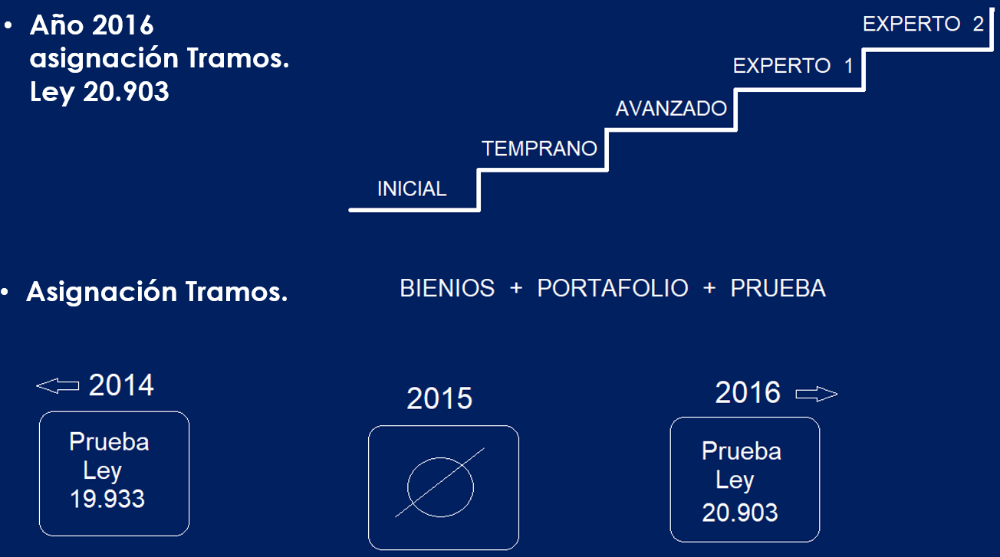 • Año 2016
asignación Tramos.
Ley 20.903
EXPERTO 2
EXPERTO 1
AVANZADO
TEMPRANO
INICIAL
• Asignación Tramos.
BIENIOS + PORTAFOLIO + PRUEBA
2014
Prueba
Ley
19.933
2015
2016
Prueba
Ley
20.903